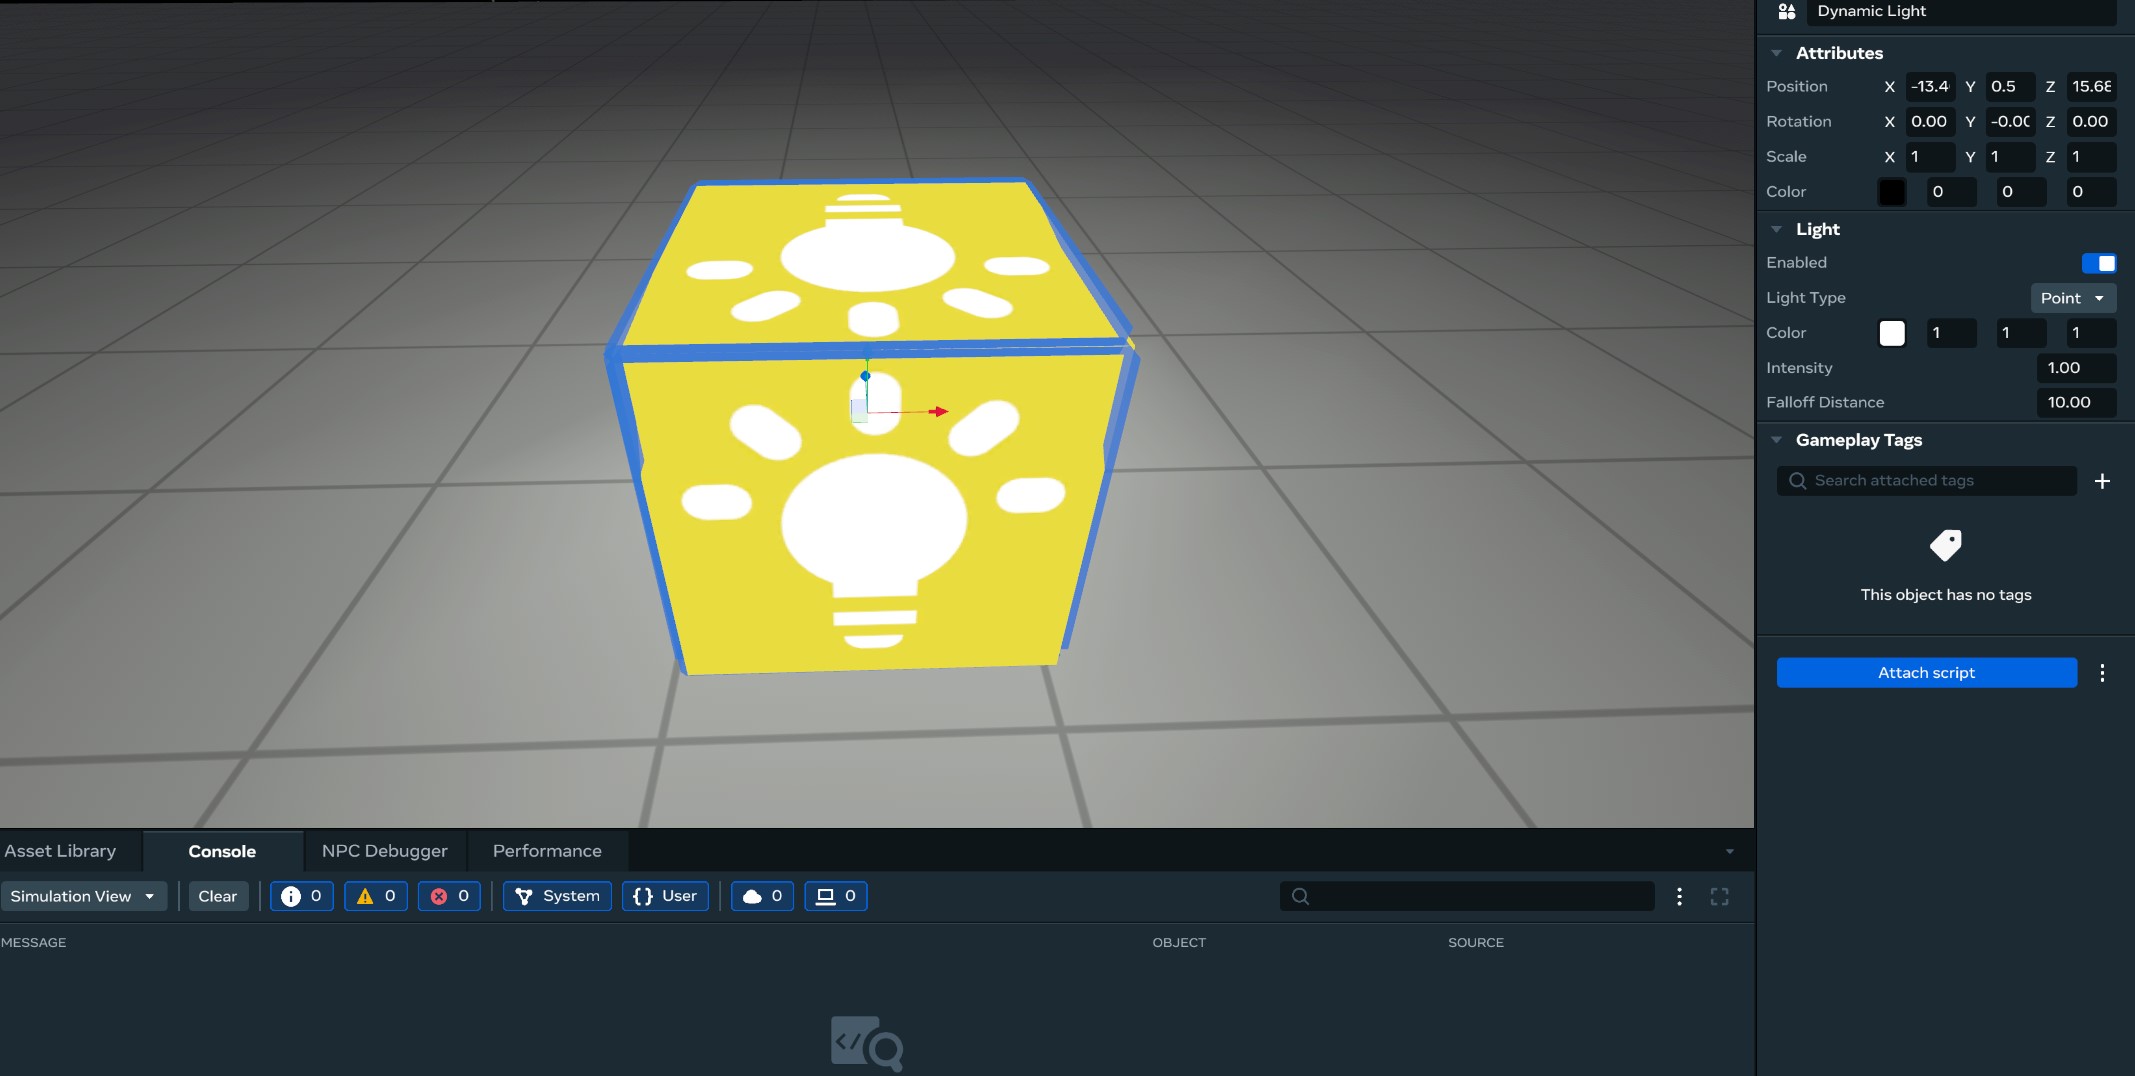 Dynamic Light
Attributes
Position X -13.4 Y 0.5 Z 15.68
Rotation X 0.00 Y -0.00 Z 0.00
Scale X 1 Y 1 Z 1
Color 0 0 0
Light
Enabled
Light Type Point
Color 1 1 1
Intensity 1.00
Falloff Distance 10.00
Gameplay Tags
Search attached tags
This object has no tags
Attach script
Asset Library Console NPC Debugger Performance
Simulation View Clear 0 0 0 System {} User 0 0
MESSAGE OBJECT SOURCE